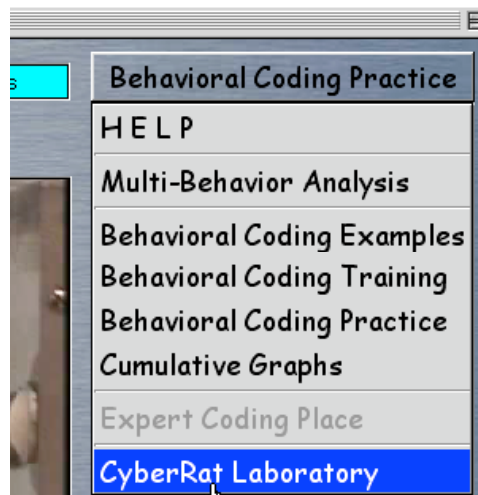 s
Behavioral Coding Practice
H E L P
Multi-Behavior Analysis
Behavioral Coding Examples
Behavioral Coding Training
Behavioral Coding Practice
Cumulative Graphs
Expert Coding Place
CyberRat Laboratory